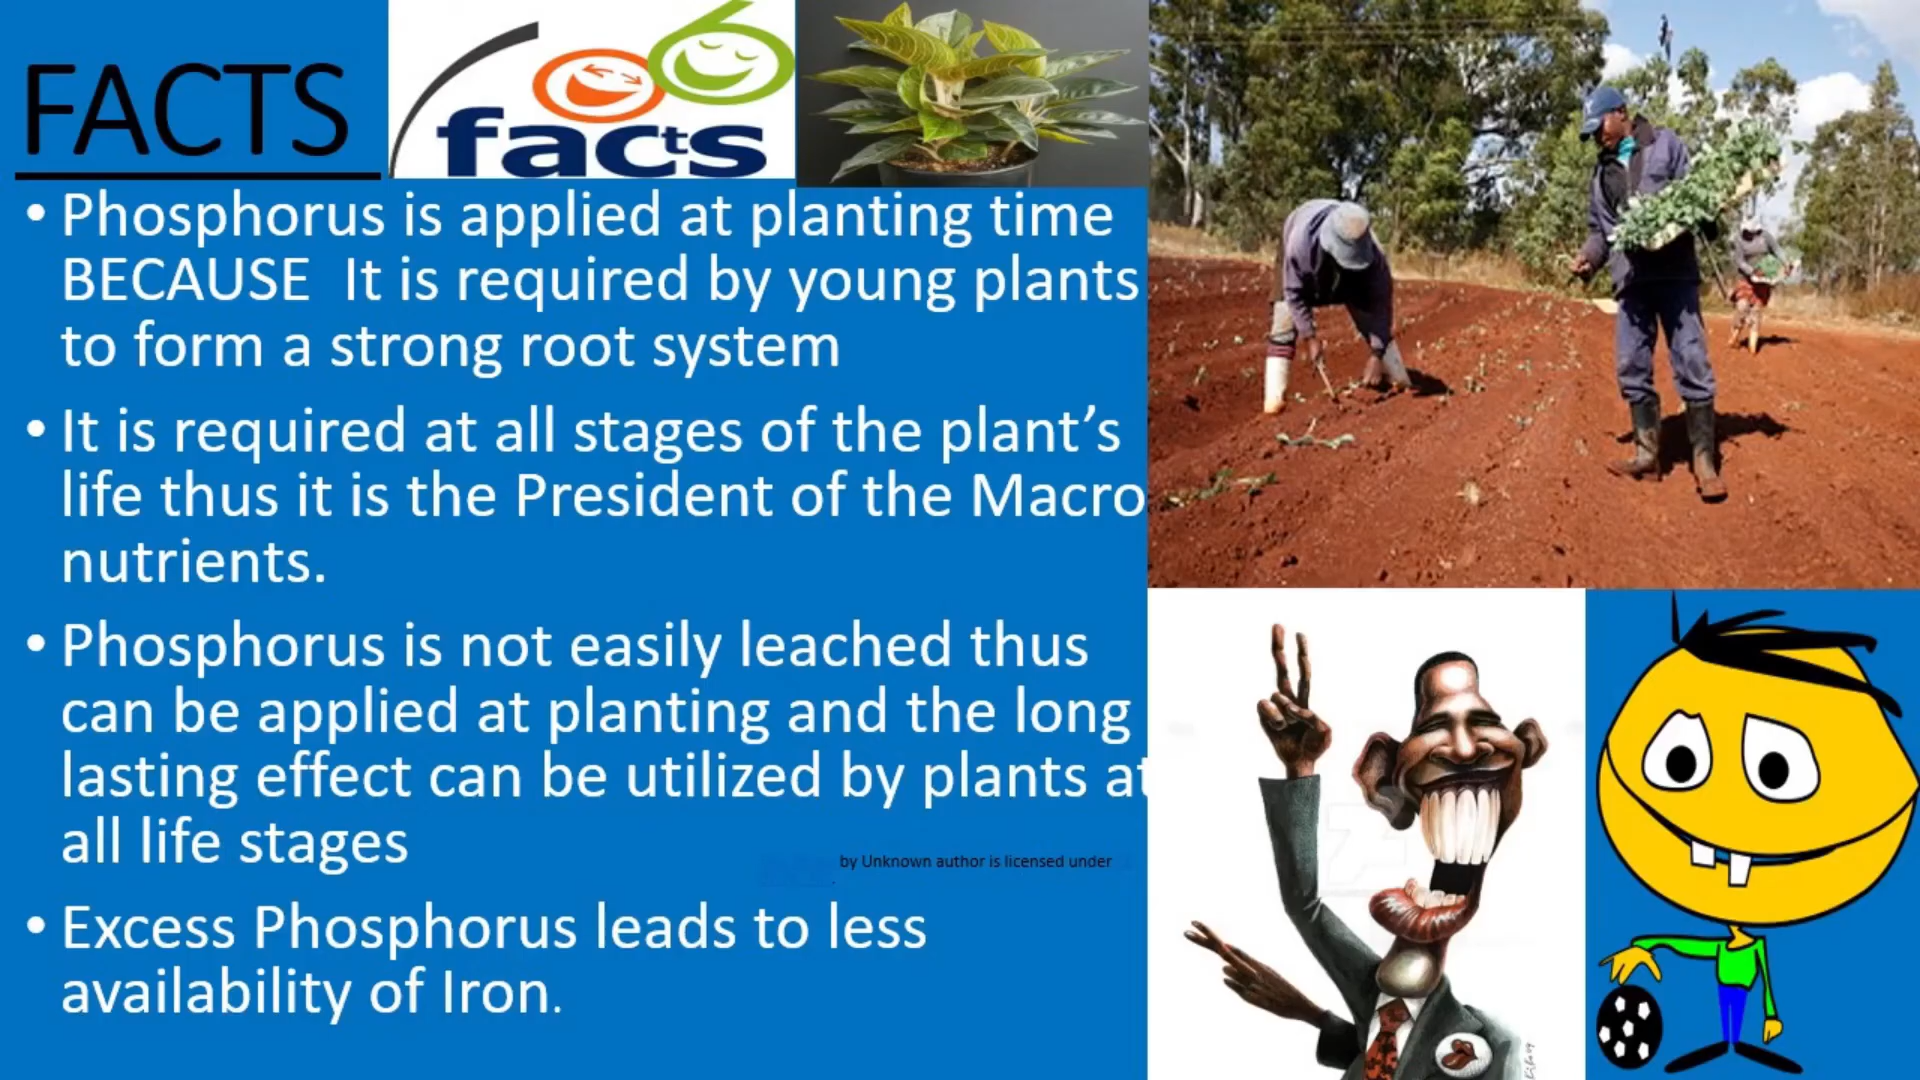 FACTS
facts
• Phosphorus is applied at planting time
BECAUSE It is required by young plants
to form a strong root system
• It is required at all stages of the plant’s
life thus it is the President of the Macro
nutrients.
• Phosphorus is not easily leached thus
can be applied at planting and the long
lasting effect can be utilized by plants at
all life stages
by Unknown author is licensed under
• Excess Phosphorus leads to less
availability of Iron.